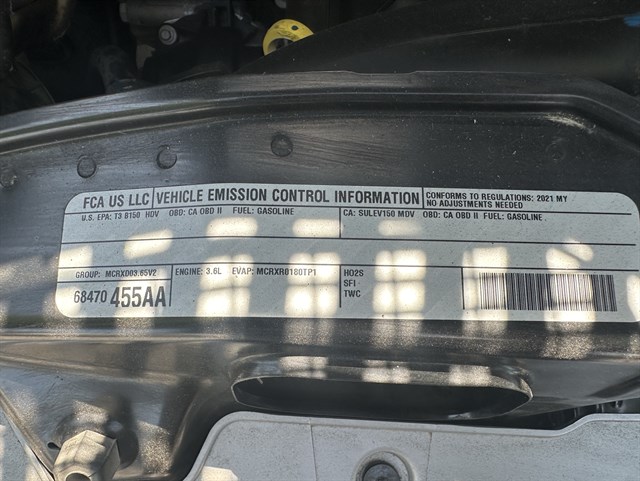 FCA US LLC VEHICLE EMISSION CONTROL INFORMATION CONFORMS TO REGULATIONS: 2021 MY
NO ADJUSTMENTS NEEDED
U.S. EPA: T3 B150 HDV OBD: CA OBD II FUEL: GASOLINE CA: SULEV150 MDV OBD: CA OBD II FUEL: GASOLINE
GROUP: MCRXD03.65V2 ENGINE: 3.6L EVAP: MCRXR0180TP1 HO2S
SFI
TWC
68470 455AA